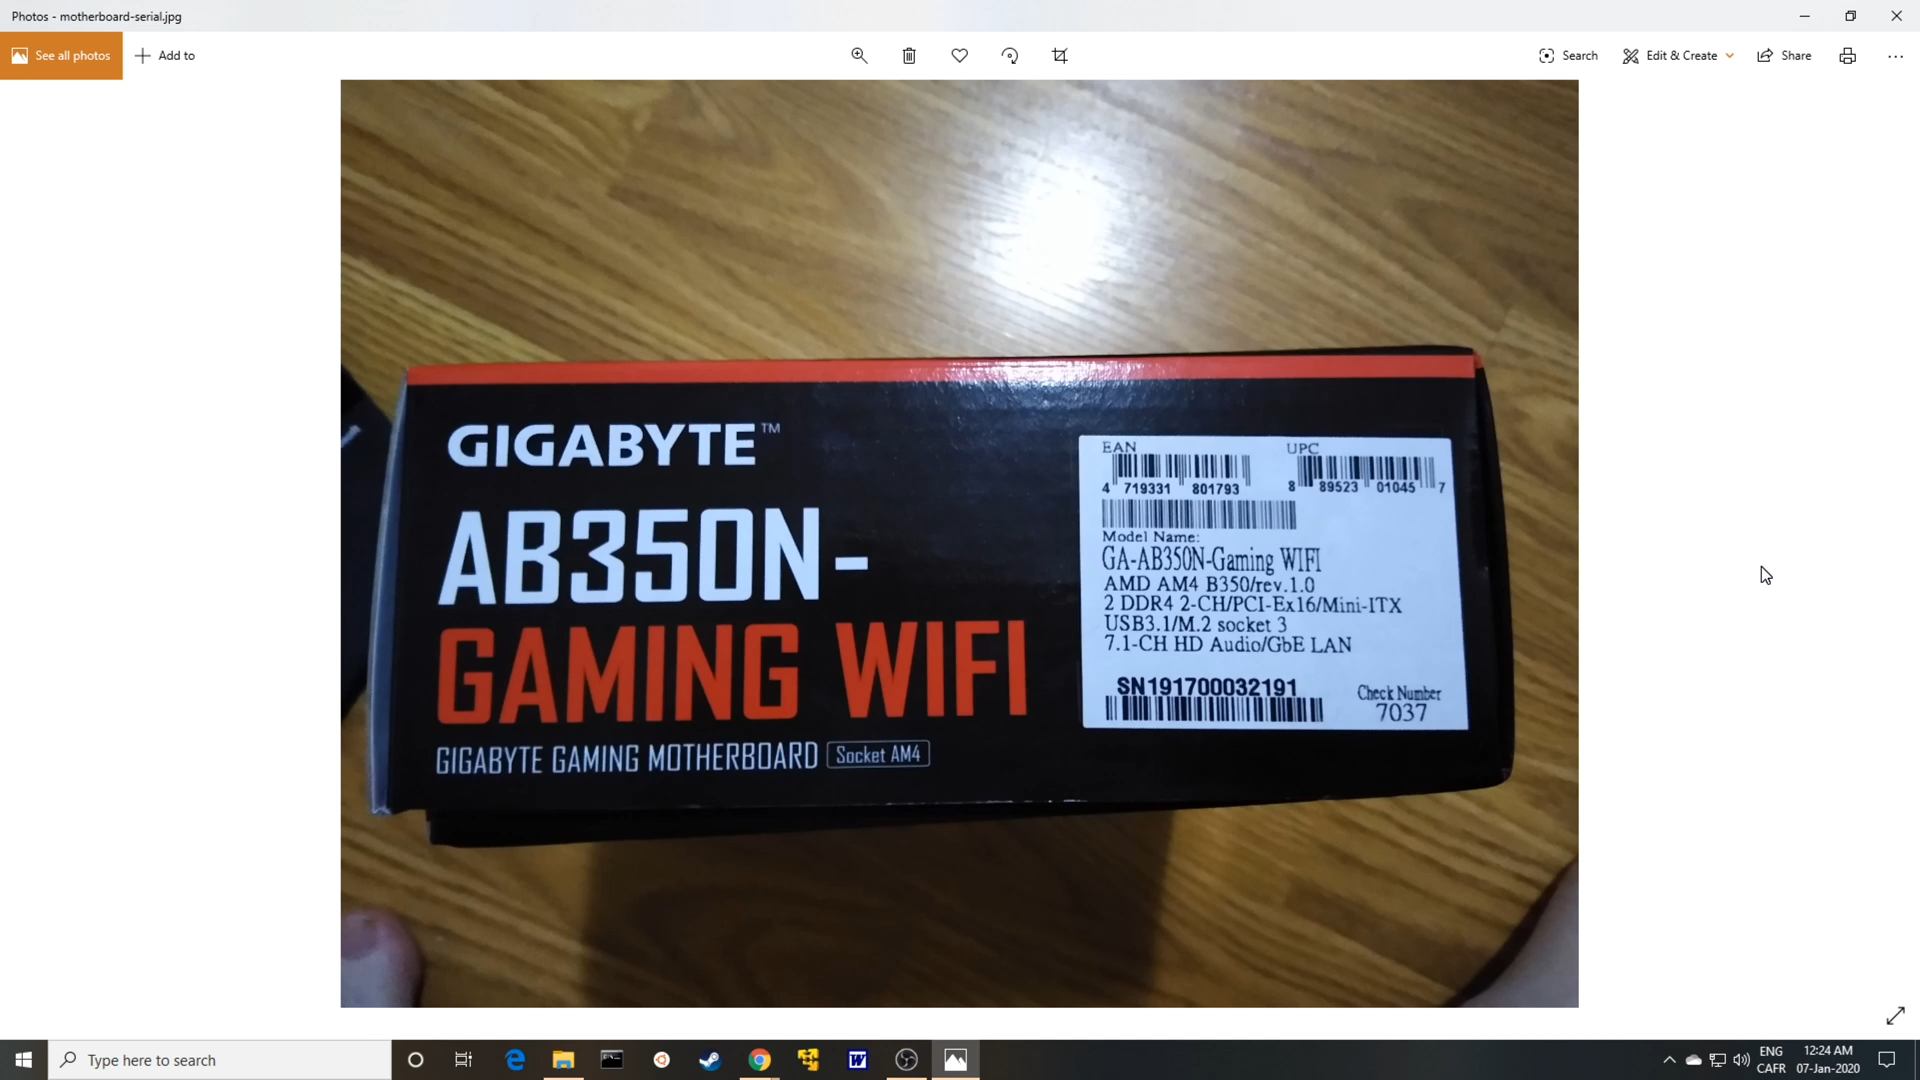 Photos - motherboard-serial.jpg
See all photos
Add to
Search
Edit & Create
Share
GIGABYTE™
AB350N-
GAMING WIFI
GIGABYTE GAMING MOTHERBOARD Socket AM4
EAN
UPC
4 719331 801793
8 89523 01045 7
Model Name:
GA-AB350N-Gaming WIFI
AMD AM4 B350/rev.1.0
2 DDR4 2-CH/PCI-Ex16/Mini-ITX
USB3.1/M.2 socket 3
7.1-CH HD Audio/GbE LAN
SN191700032191
Check Number
7037
Type here to search
ENG
CAFR
12:24 AM
07-Jan-2020